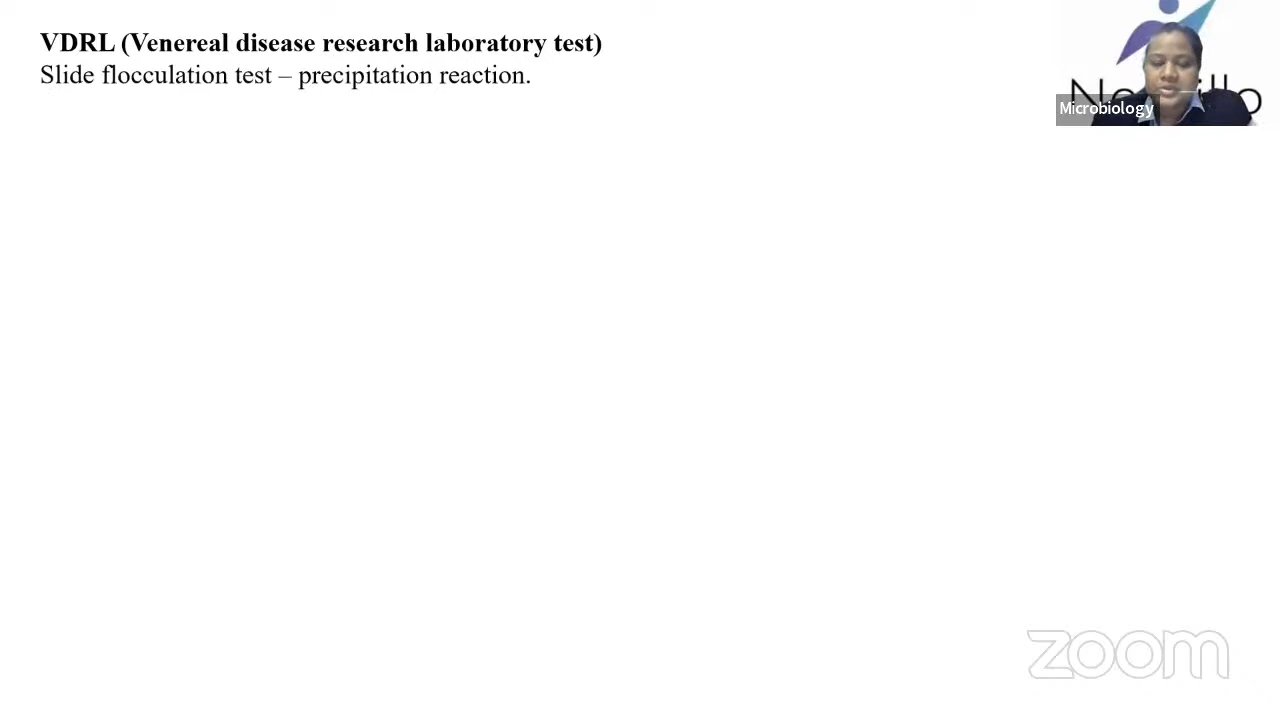 VDRL (Venereal disease research laboratory test)
Slide flocculation test – precipitation reaction.
Microbiology
zoom